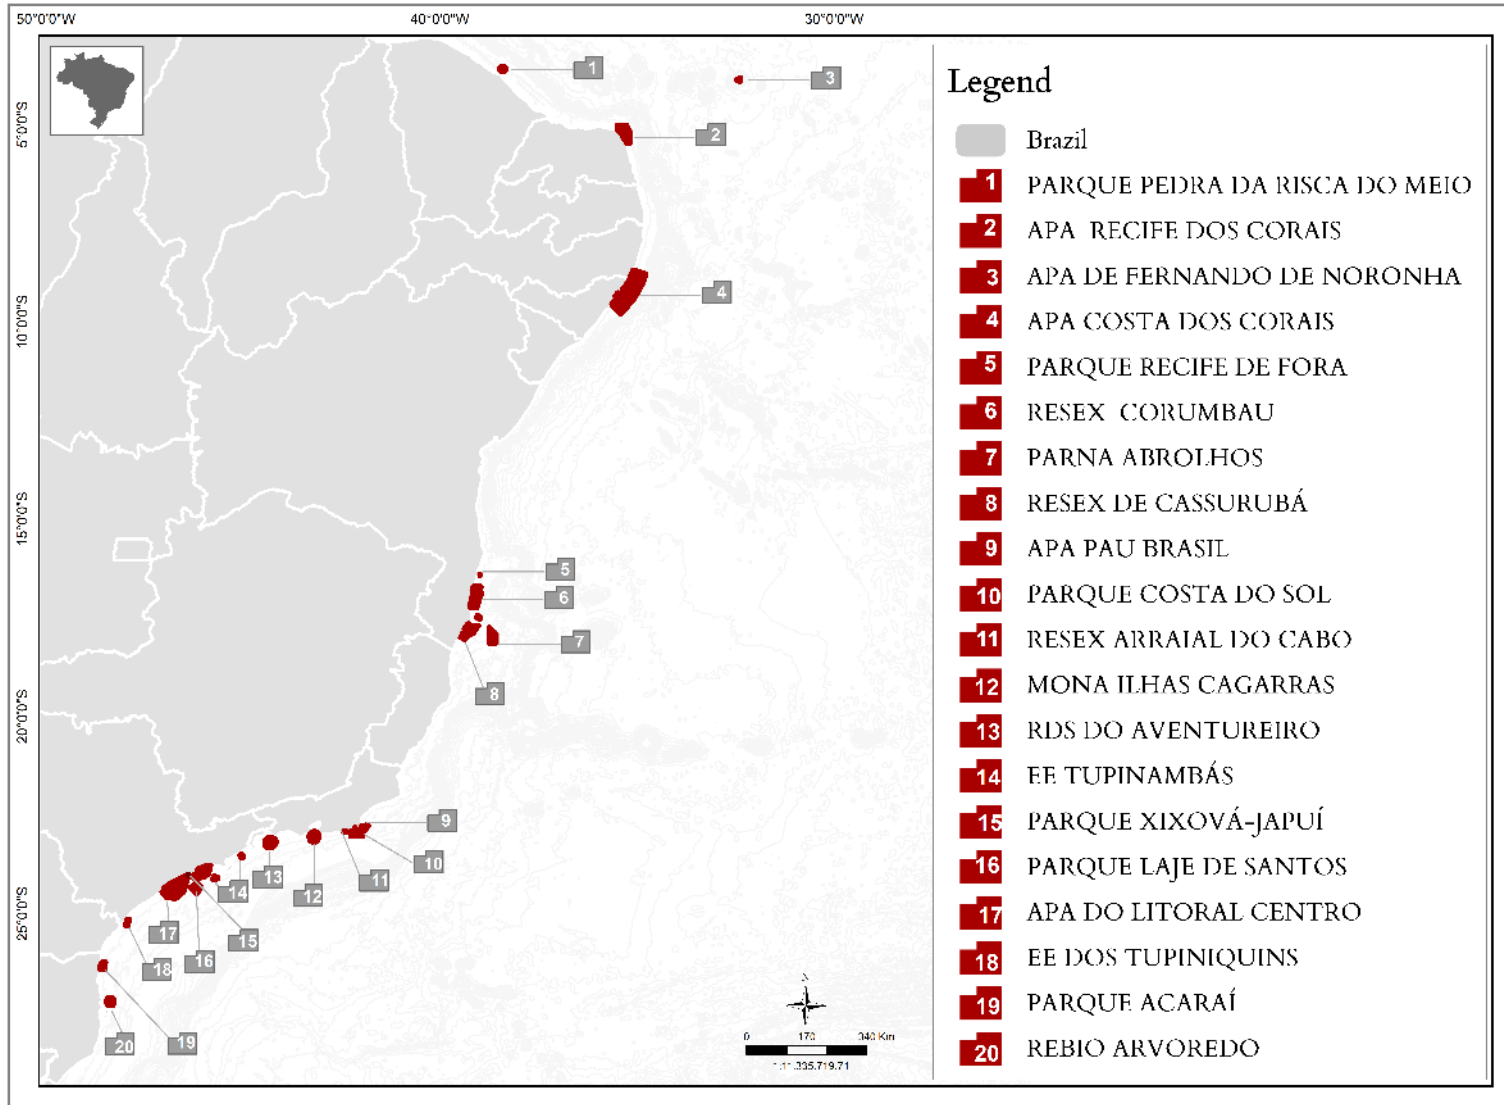 50°0'0"W 40°0'0"W 30°0'0"W
5°0'0"S
10°0'0"S
15°0'0"S
20°0'0"S
25°0'0"S
1
3
2
4
5
6
7
8
9
10
11
12
13
14
15
16
17
18
19
20
N
0 170 340 Km
1:11.335.719.71
Legend
Brazil
1 PARQUE PEDRA DA RISCA DO MEIO
2 APA RECIFE DOS CORAIS
3 APA DE FERNANDO DE NORONHA
4 APA COSTA DOS CORAIS
5 PARQUE RECIFE DE FORA
6 RESEX CORUMBAU
7 PARNA ABROLHOS
8 RESEX DE CASSURUBÁ
9 APA PAU BRASIL
10 PARQUE COSTA DO SOL
11 RESEX ARRAIAL DO CABO
12 MONA ILHAS CAGARRAS
13 RDS DO AVENTUREIRO
14 EE TUPINAMBÁS
15 PARQUE XIXOVÁ-JAPUÍ
16 PARQUE LAJE DE SANTOS
17 APA DO LITORAL CENTRO
18 EE DOS TUPINIQUINS
19 PARQUE ACARAÍ
20 REBIO ARVOREDO